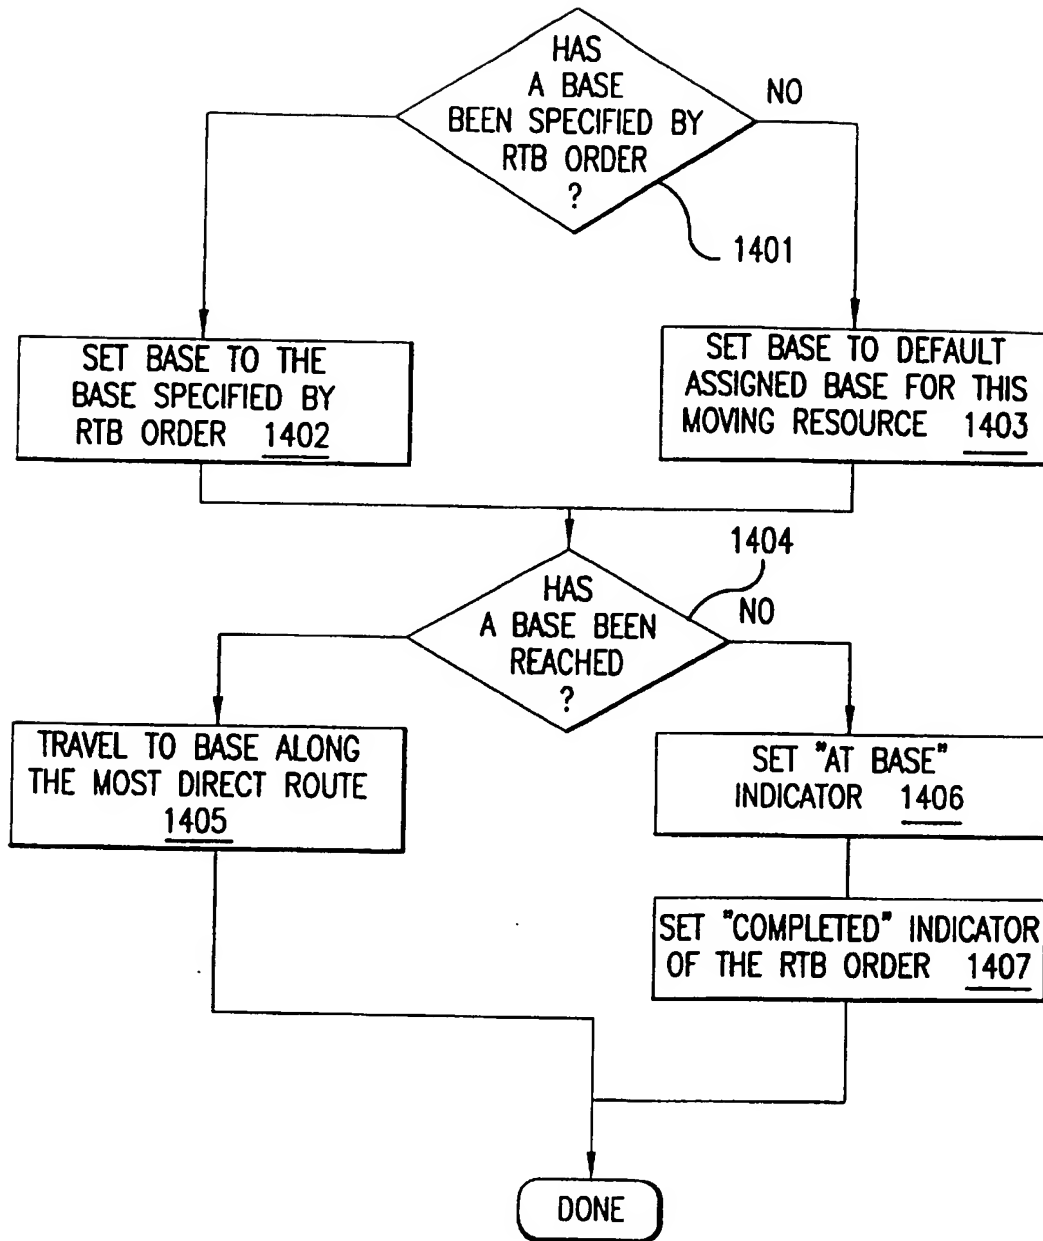 HAS
A BASE
BEEN SPECIFIED BY
RTB ORDER
?
NO
1401
SET BASE TO THE
BASE SPECIFIED BY
RTB ORDER 1402
SET BASE TO DEFAULT
ASSIGNED BASE FOR THIS
MOVING RESOURCE 1403
1404
HAS
A BASE BEEN
REACHED
?
NO
TRAVEL TO BASE ALONG
THE MOST DIRECT ROUTE
1405
SET "AT BASE"
INDICATOR 1406
SET "COMPLETED" INDICATOR
OF THE RTB ORDER 1407
DONE